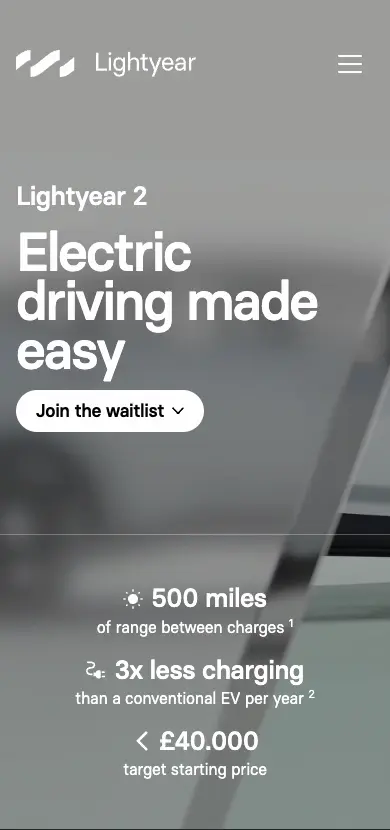 Lightyear
Lightyear 2
Electric
driving made
easy
Join the waitlist
500 miles
of range between charges ¹
3x less charging
than a conventional EV per year ²
< £40.000
target starting price